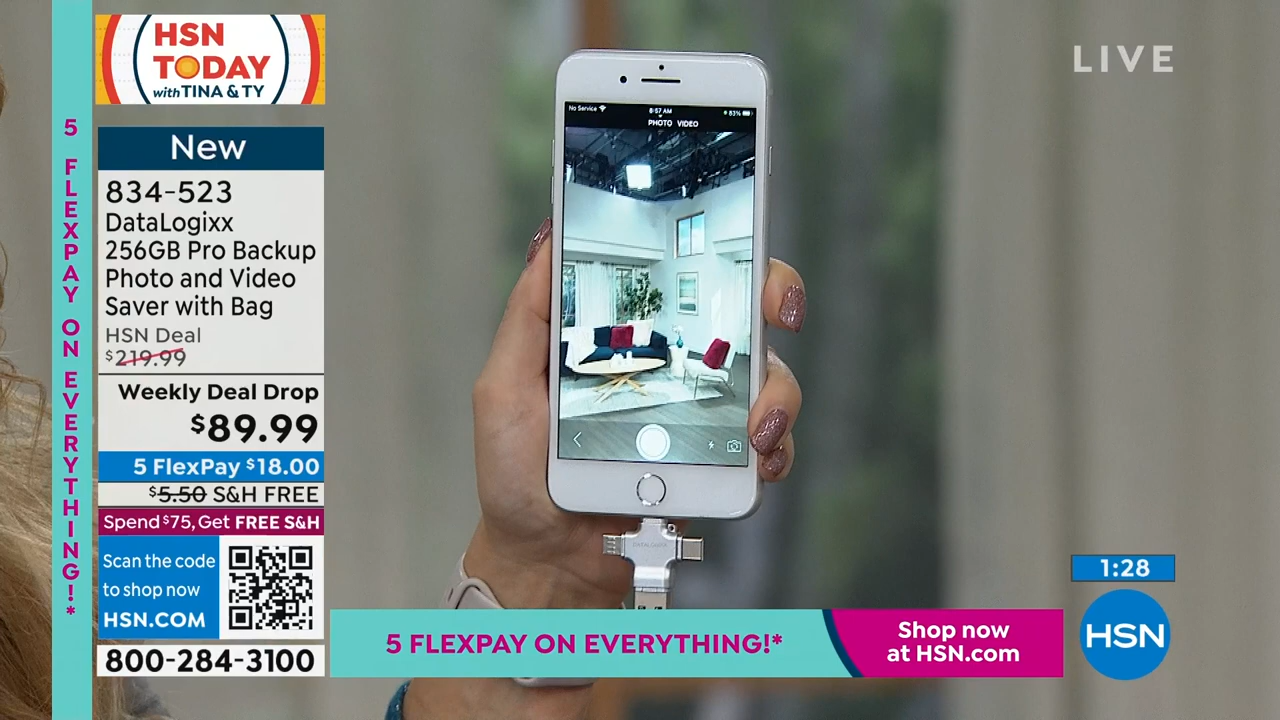 5 FLEXPAY ON EVERYTHING!*
HSN
TODAY
with TINA & TY
New
834-523
DataLogixx
256GB Pro Backup
Photo and Video
Saver with Bag
HSN Deal
$219.99
Weekly Deal Drop
$89.99
5 FlexPay $18.00
$5.50 S&H FREE
Spend $75, Get FREE S&H
Scan the code
to shop now
HSN.COM
800-284-3100
LIVE
No Service
8:57 AM
83%
PHOTO VIDEO
DATALOGIXX
1:28
HSN
5 FLEXPAY ON EVERYTHING!*
Shop now
at HSN.com